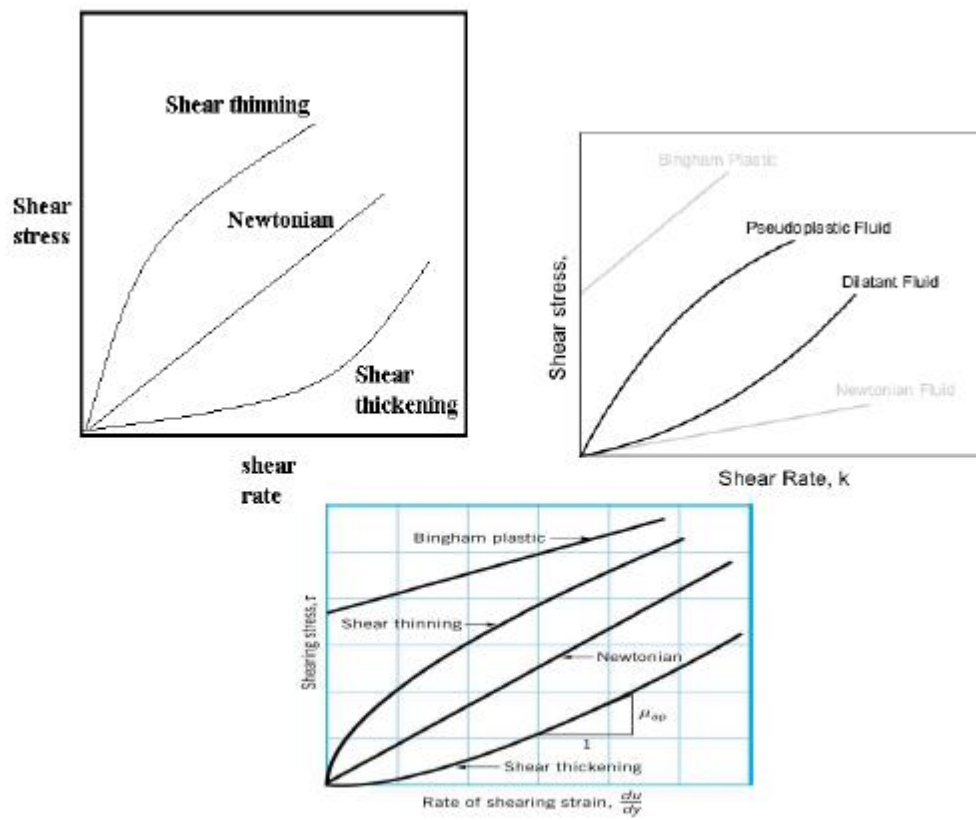 Shear thinning
Shear
stress
Newtonian
Shear
thickening
shear
rate
Bingham Plastic
Pseudoplastic Fluid
Dilatant Fluid
Newtonian Fluid
Shear stress,
Shear Rate, k
Bingham plastic
Shear thinning
Newtonian
μap
1
Shear thickening
Shearing stress, τ
Rate of shearing strain, du/dy